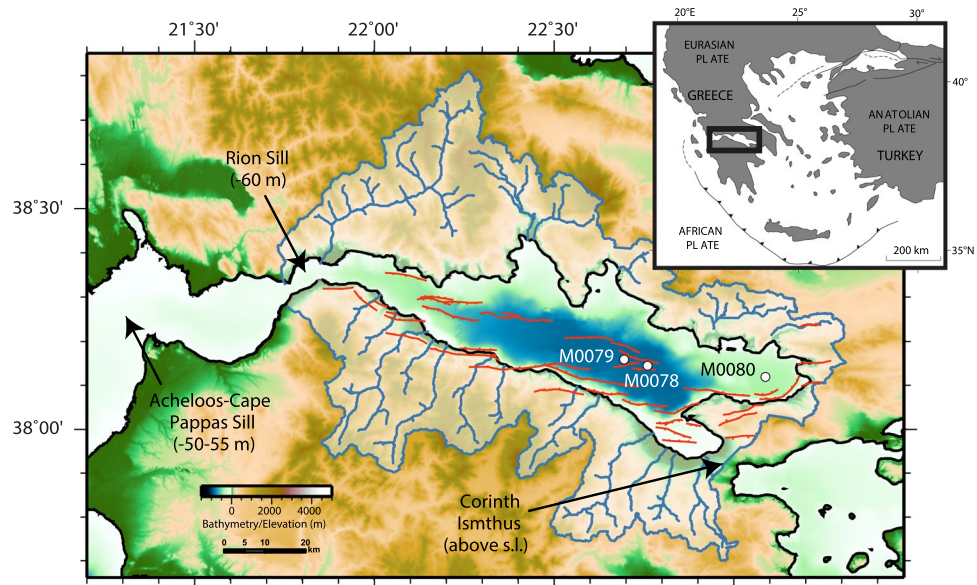 21°3'5'
22°00'
22°30'
20°E
25°
30°
EURASIAN
PL ATE
GREECE
40°
ANATOLIAN
PL ATE
TURKEY
AFRICAN
PL ATE
200 km
35°N
Rion Sill
(-60 m)
38°30'
M0079
M0078
M0080
Acheloos-Cape
Pappas Sill
(-50-55 m)
38°00'
Corinth
Ismthus
(above s.l.)
0 2000 4000
Bathymetry/Elevation (m)
0 5 10 20
km